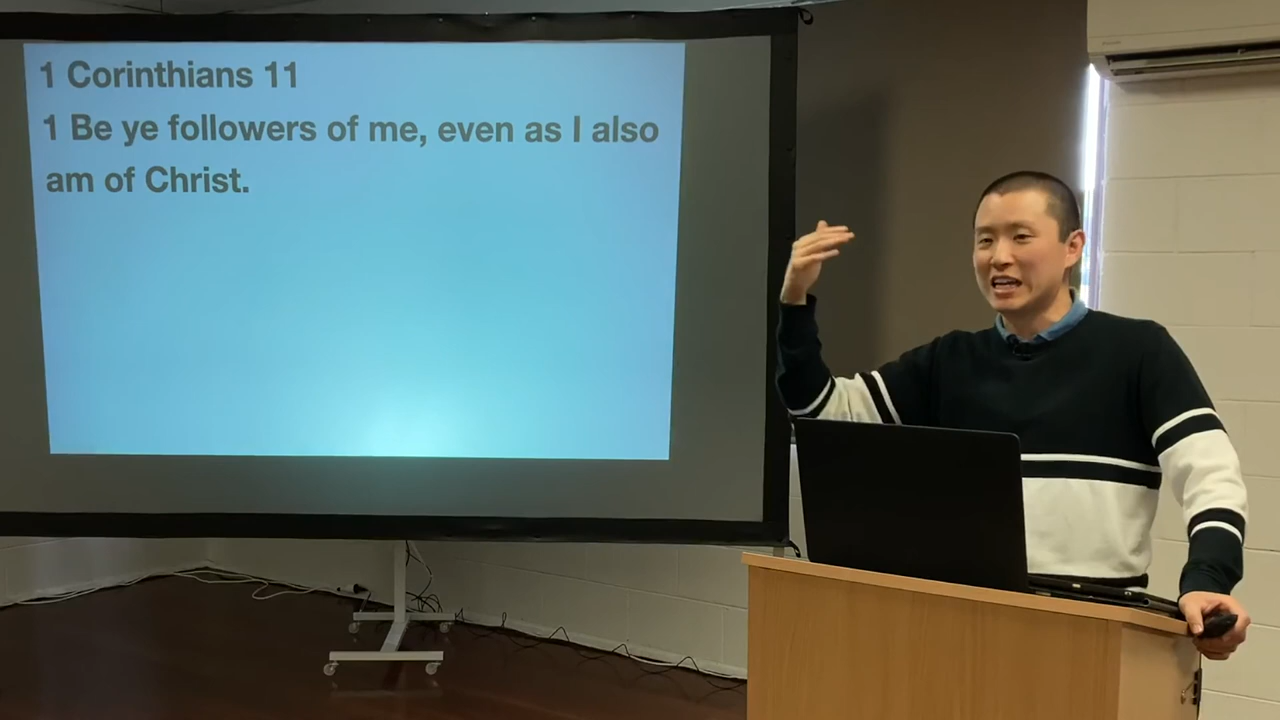 1 Corinthians 11
1 Be ye followers of me, even as I also
am of Christ.